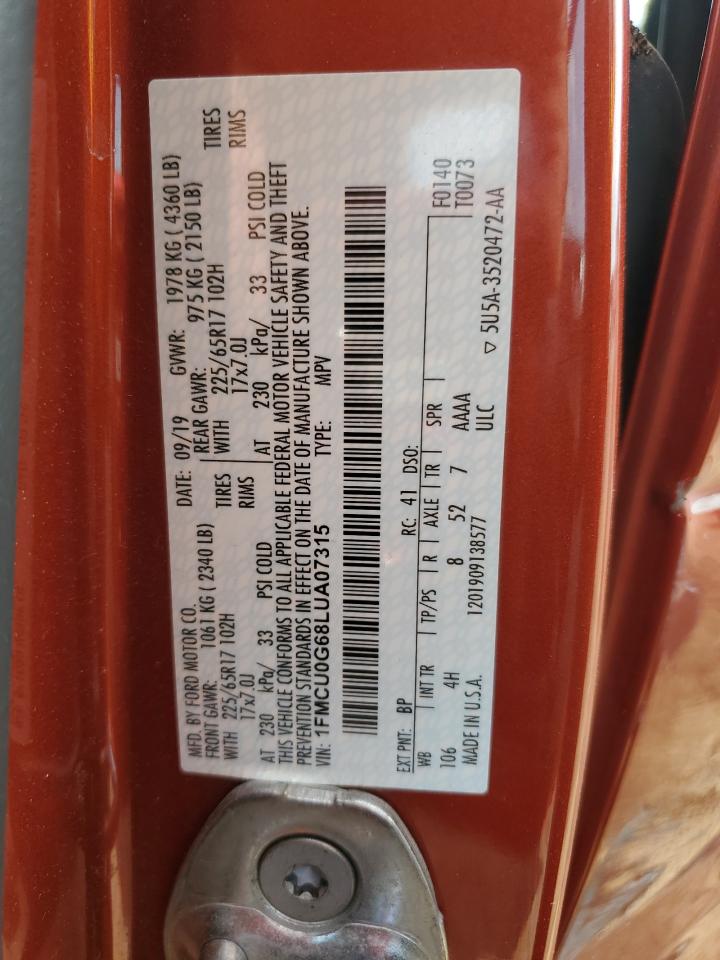 MFD. BY FORD MOTOR CO.
DATE: 09/19 GVWR: 1978 KG ( 4360 LB)
FRONT GAWR: 1061 KG ( 2340 LB) REAR GAWR: 975 KG ( 2150 LB)
WITH 225/65R17 102H TIRES WITH 225/65R17 102H TIRES
17x7.0J RIMS 17x7.0J RIMS
AT 230 kPa/ 33 PSI COLD AT 230 kPa/ 33 PSI COLD
THIS VEHICLE CONFORMS TO ALL APPLICABLE FEDERAL MOTOR VEHICLE SAFETY AND THEFT
PREVENTION STANDARDS IN EFFECT ON THE DATE OF MANUFACTURE SHOWN ABOVE.
VIN: 1FMCU0G68LUA07315 TYPE: MPV
EXT PNT: BP RC: 41 DSO: F0140
WB INT TR TP/PS R AXLE TR SPR T0073
106 4H 8 52 7 AAAA
ULC ▽ 5U5A-3520472-AA
MADE IN U.S.A. 1201909138577